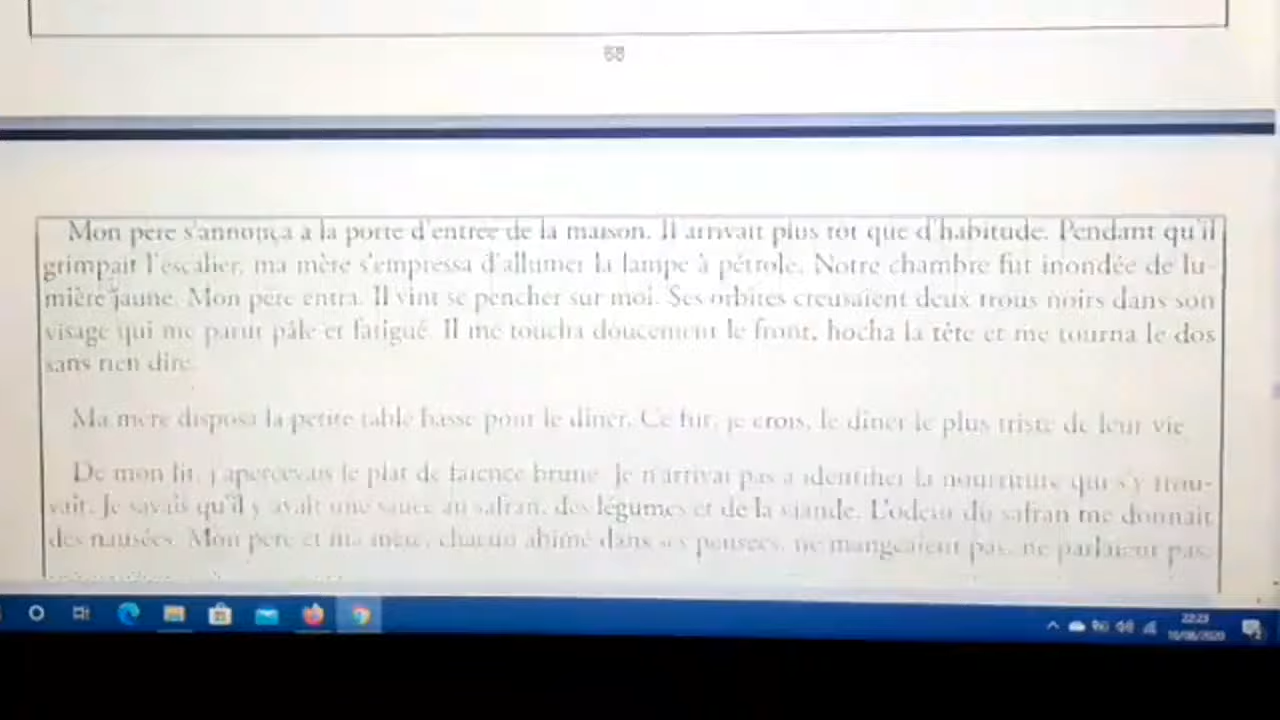 68
Mon père s'annonça à la porte d'entrée de la maison. Il arrivait plus tôt que d'habitude. Pendant qu'il
grimpait l'escalier, ma mère s'empressa d'allumer la lampe à pétrole. Notre chambre fut inondée de lu-
mière jaune. Mon père entra. Il vint se pencher sur moi. Ses orbites creusaient deux trous noirs dans son
visage qui me parut pâle et fatigué. Il me toucha doucement le front, hocha la tête et me tourna le dos
sans rien dire.
Ma mère disposa la petite table basse pour le dîner. Ce fut, je crois, le dîner le plus triste de leur vie
De mon lit, j'apercevais le plat de faïence brune. Je n'arrivai pas à identifier la nourriture qui s'y trou-
vait. Je savais qu'il y avait une sauce au safran, des légumes et de la viande. L'odeur du safran me donnait
des nausées. Mon père et ma mère, chacun abîmé dans ses pensées, ne mangeaient pas, ne parlaient pas,
22:23
10/08/2020